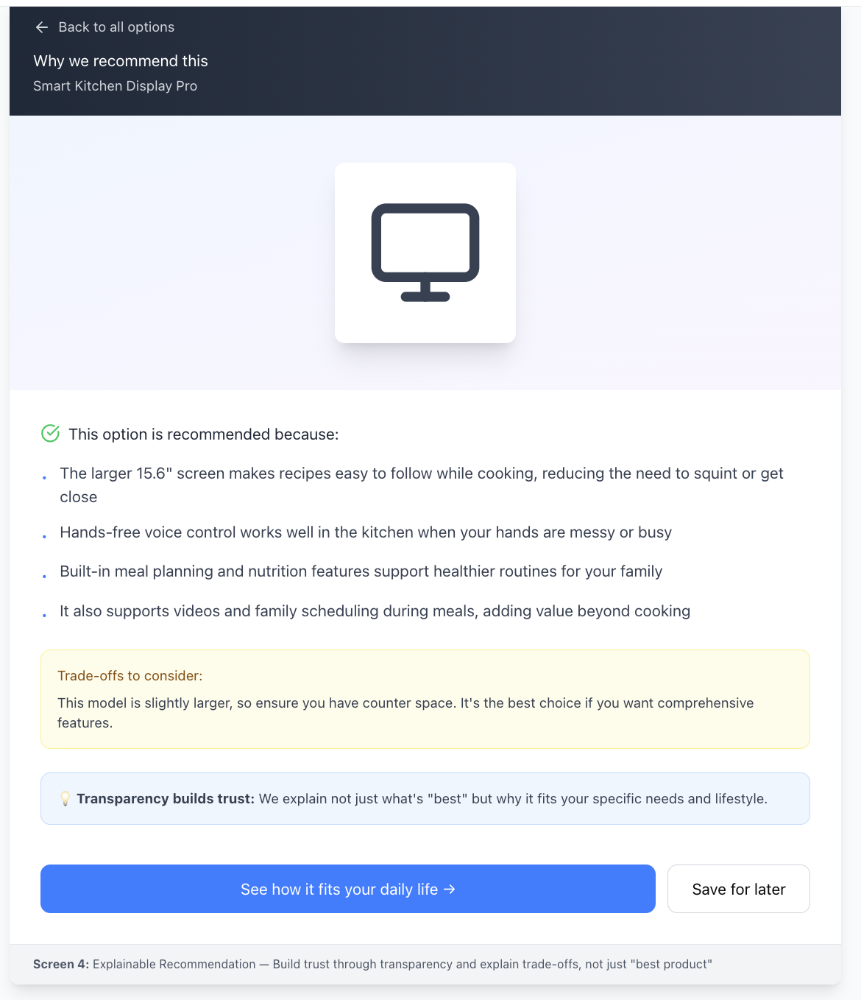 ← Back to all options
Why we recommend this
Smart Kitchen Display Pro
This option is recommended because:
• The larger 15.6" screen makes recipes easy to follow while cooking, reducing the need to squint or get
close
• Hands-free voice control works well in the kitchen when your hands are messy or busy
• Built-in meal planning and nutrition features support healthier routines for your family
• It also supports videos and family scheduling during meals, adding value beyond cooking
Trade-offs to consider:
This model is slightly larger, so ensure you have counter space. It's the best choice if you want comprehensive
features.
💡 Transparency builds trust: We explain not just what's "best" but why it fits your specific needs and lifestyle.
See how it fits your daily life →
Save for later
Screen 4: Explainable Recommendation — Build trust through transparency and explain trade-offs, not just "best product"